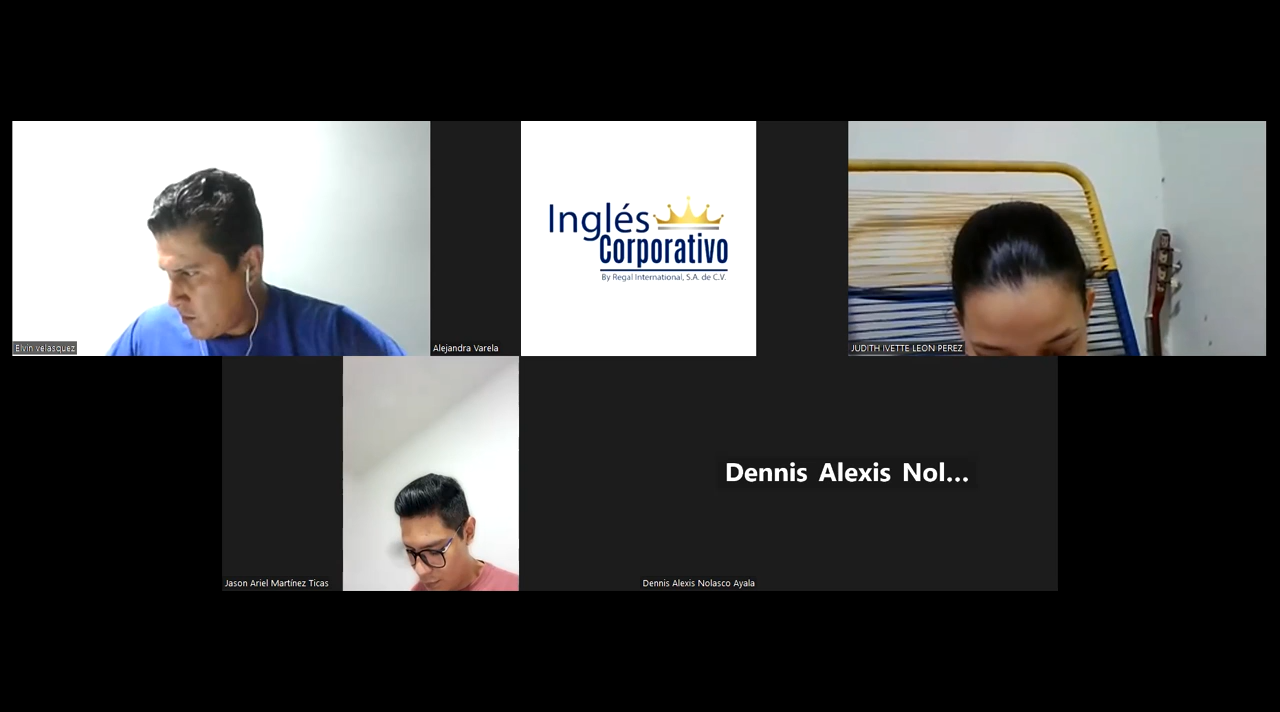 Inglés
Corporativo
By Regal International, S.A. de C.V.
Elvin velasquez
Alejandra Varela
JUDITH IVETTE LEON PEREZ
Dennis Alexis Nol...
Jason Ariel Martínez Ticas
Dennis Alexis Nolasco Ayala